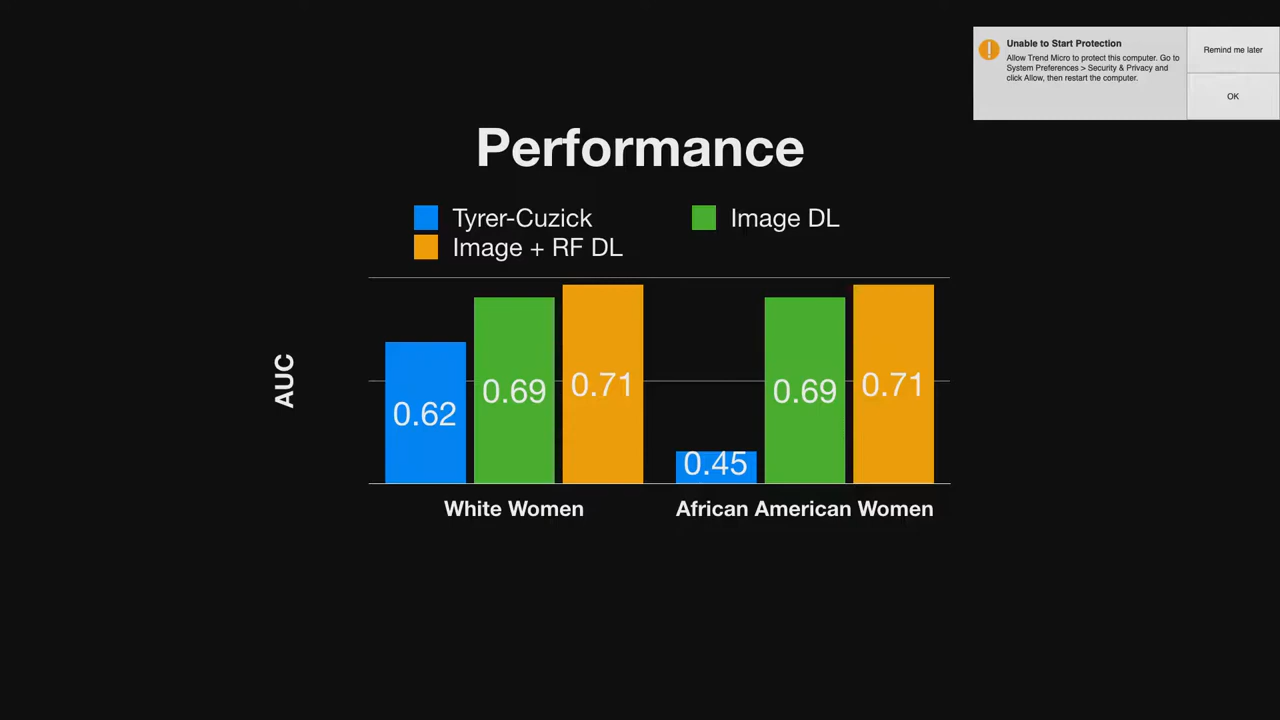 Unable to Start Protection
Allow Trend Micro to protect this computer. Go to
System Preferences > Security & Privacy and
click Allow, then restart the computer.
Remind me later
OK
Performance
Tyrer-Cuzick
Image DL
Image + RF DL
AUC
0.62
0.69
0.71
0.45
0.69
0.71
White Women
African American Women